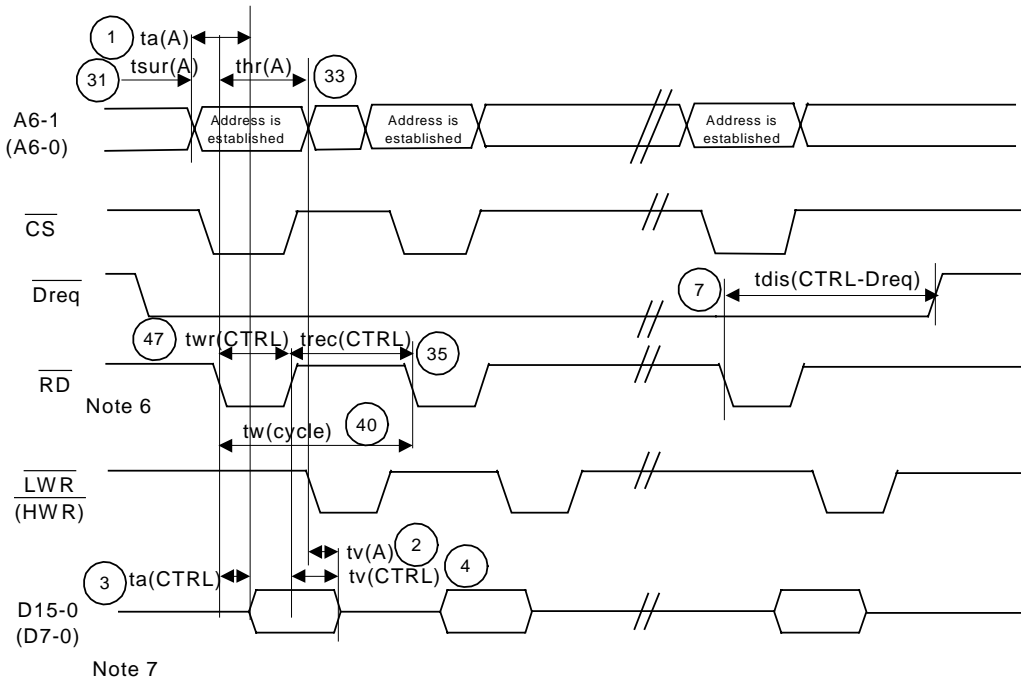 1 ta(A)
31 tsur(A) thr(A) 33
A6-1
(A6-0)
Address is
established
Address is
established
Address is
established
CS
Dreq
7 tdis(CTRL-Dreq)
47 twr(CTRL) trec(CTRL) 35
RD
Note 6
tw(cycle) 40
LWR
(HWR)
tv(A) 2
3 ta(CTRL) tv(CTRL) 4
D15-0
(D7-0)
Note 7